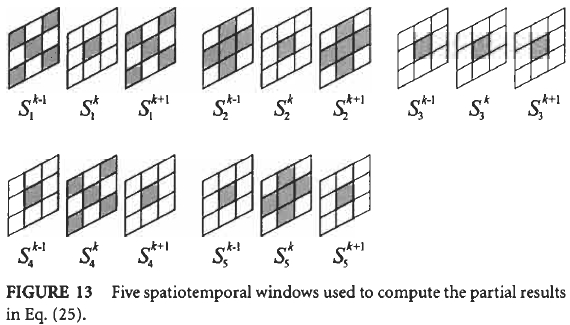 S₁ᵏ⁻¹ S₁ᵏ S₁ᵏ⁺¹ S₂ᵏ⁻¹ S₂ᵏ S₂ᵏ⁺¹ S₃ᵏ⁻¹ S₃ᵏ S₃ᵏ⁺¹
S₄ᵏ⁻¹ S₄ᵏ S₄ᵏ⁺¹ S₅ᵏ⁻¹ S₅ᵏ S₅ᵏ⁺¹
FIGURE 13 Five spatiotemporal windows used to compute the partial results
in Eq. (25).